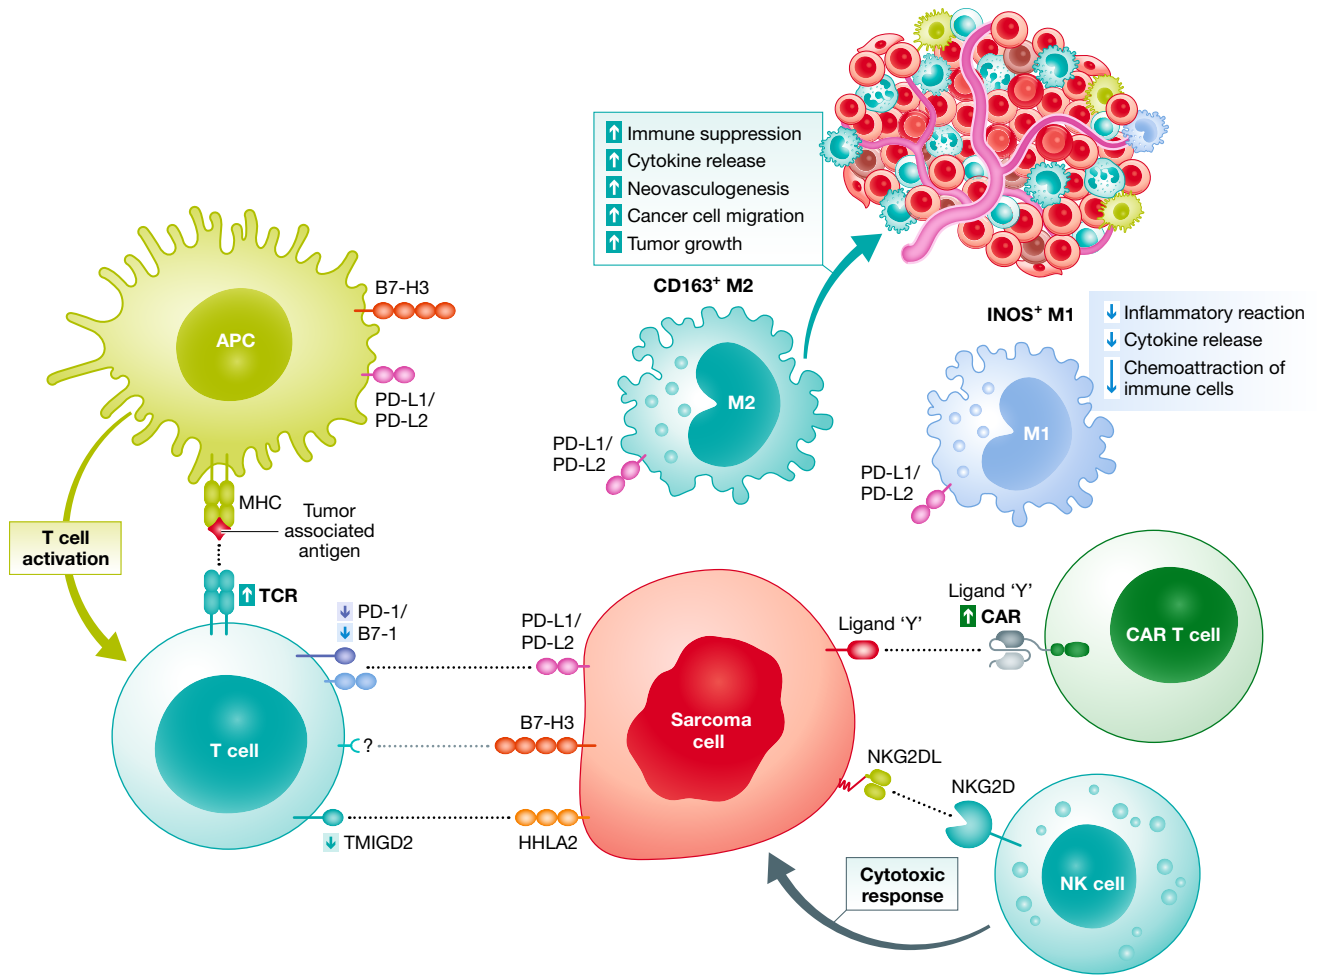 ↑ Immune suppression
↑ Cytokine release
↑ Neovasculogenesis
↑ Cancer cell migration
↑ Tumor growth
CD163⁺ M2
M2
PD-L1/
PD-L2
INOS⁺ M1
↓ Inflammatory reaction
↓ Cytokine release
↓ Chemoattraction of
immune cells
M1
PD-L1/
PD-L2
B7-H3
APC
PD-L1/
PD-L2
MHC
Tumor
associated
antigen
T cell
activation
↑ TCR
↓ PD-1/
↓ B7-1
T cell
?
↓ TMIGD2
PD-L1/
PD-L2
B7-H3
HHLA2
Sarcoma
cell
Ligand ‘Y’
Ligand ‘Y’
↑ CAR
CAR T cell
NKG2DL
NKG2D
NK cell
Cytotoxic
response